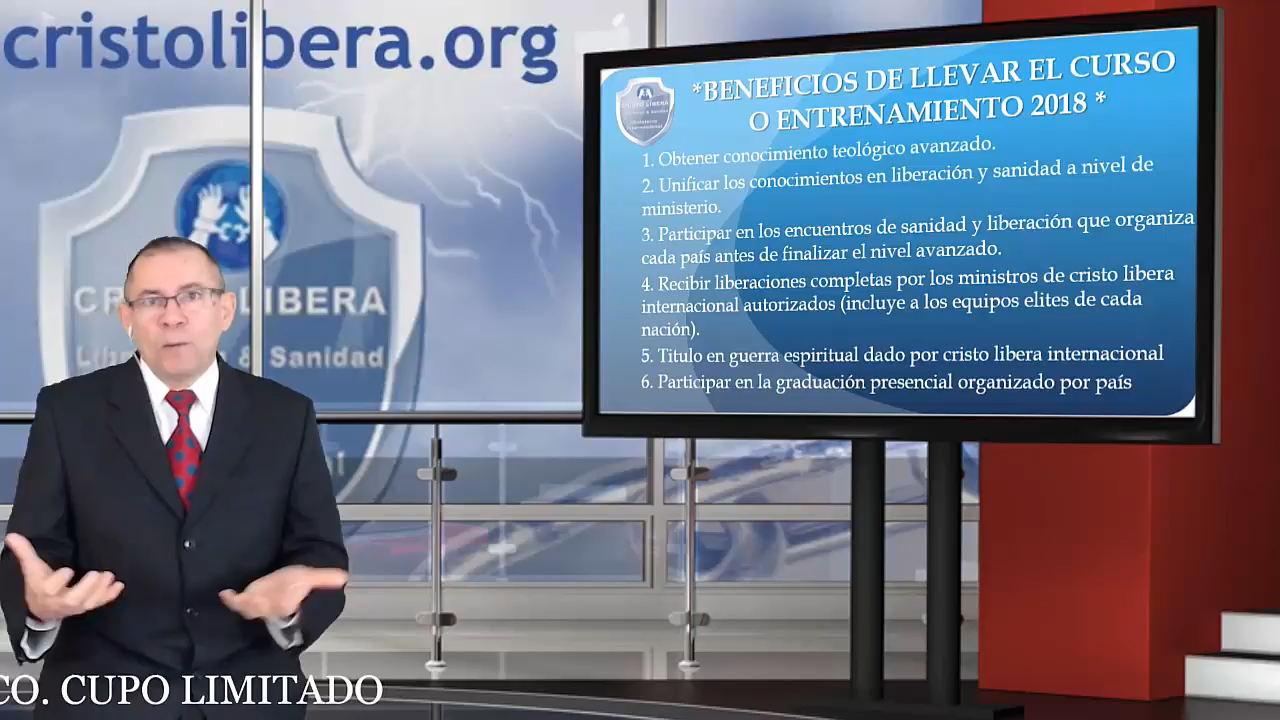 cristolibera.org
CRISTO LIBERA
& Sanidad
CRISTO LIBERA
& Sanidad
*BENEFICIOS DE LLEVAR EL CURSO
O ENTRENAMIENTO 2018 *
1. Obtener conocimiento teológico avanzado.
2. Unificar los conocimientos en liberación y sanidad a nivel de
ministerio.
3. Participar en los encuentros de sanidad y liberación que organiza
cada país antes de finalizar el nivel avanzado.
4. Recibir liberaciones completas por los ministros de cristo libera
internacional autorizados (incluye a los equipos elites de cada
nación).
5. Titulo en guerra espiritual dado por cristo libera internacional
6. Participar en la graduación presencial organizado por país
CO. CUPO LIMITADO